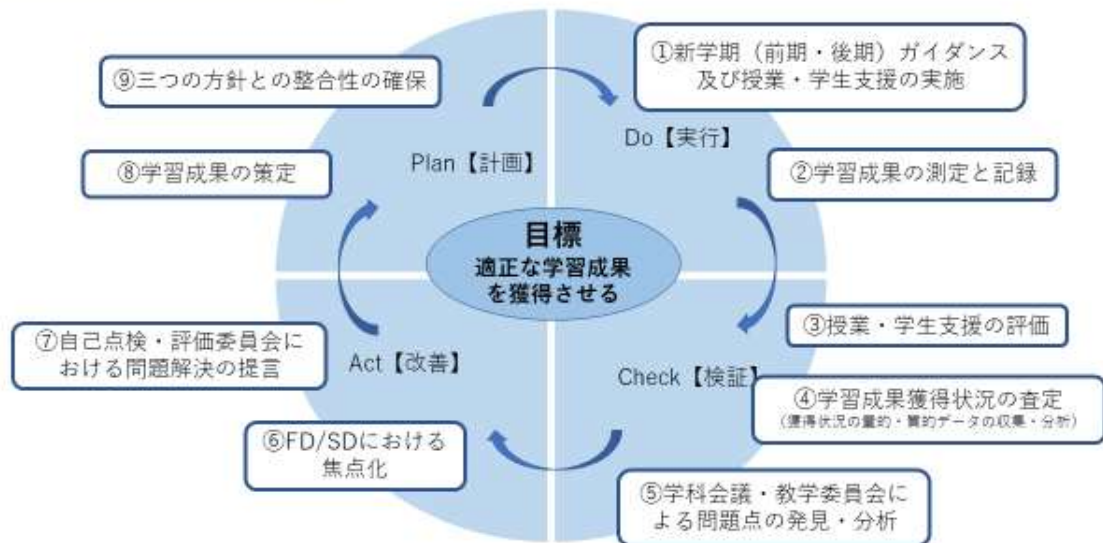 ①新学期（前期・後期）ガイダンス
及び授業・学生支援の実施
⑨三つの方針との整合性の確保
Do【実行】
Plan【計画】
②学習成果の測定と記録
⑧学習成果の策定
目標
適正な学習成果
を獲得させる
③授業・学生支援の評価
⑦自己点検・評価委員会に
おける問題解決の提言
Act【改善】
Check【検証】
④学習成果獲得状況の査定
（獲得状況の量的・質的データの収集・分析）
⑥FD/SDにおける
焦点化
⑤学科会議・教学委員会に
よる問題点の発見・分析